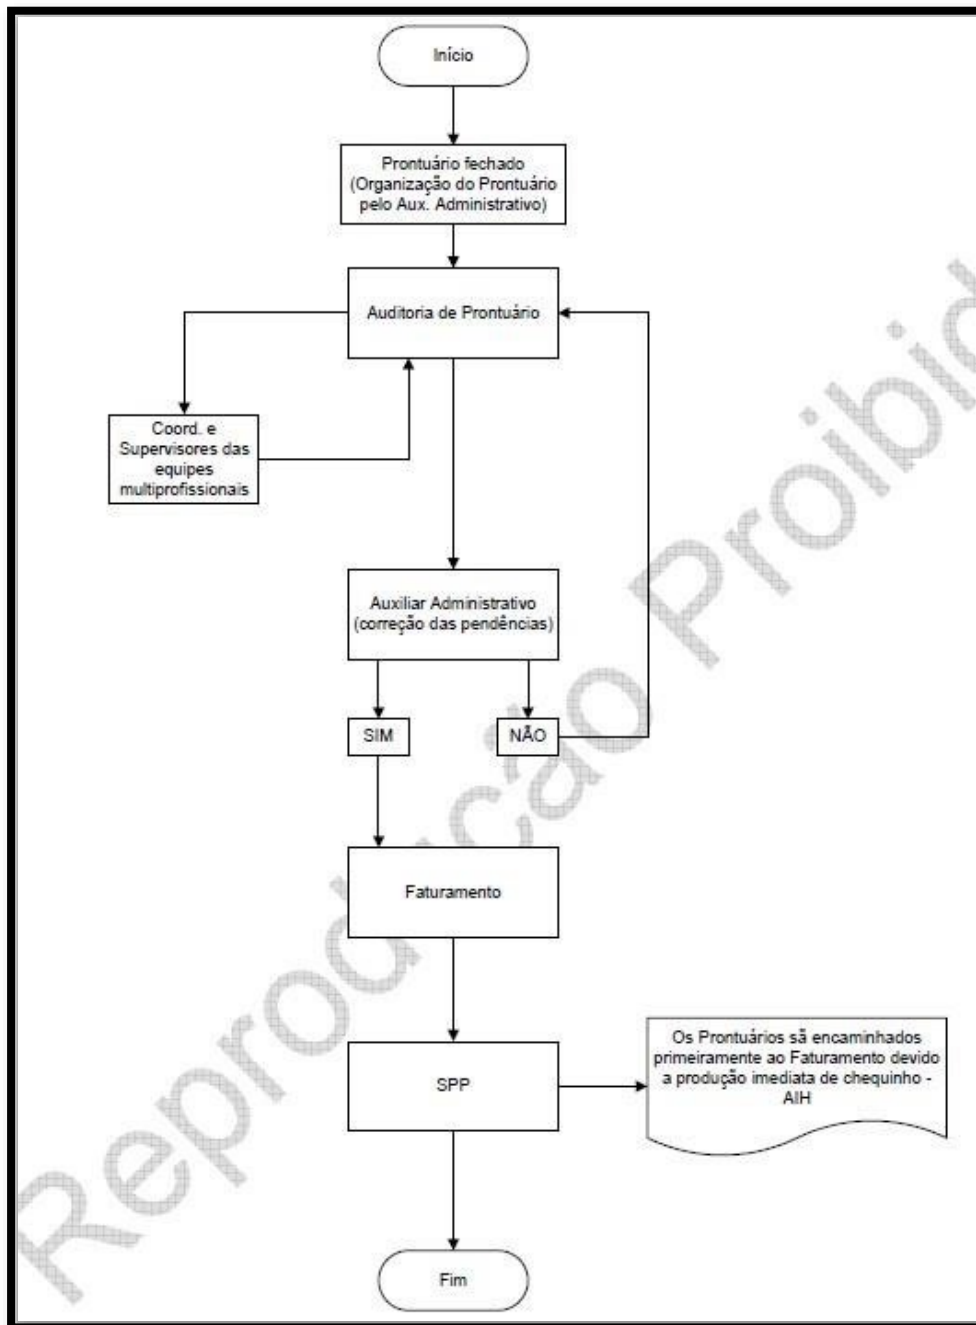 Início
Prontuário fechado
(Organização do Prontuário
pelo Aux. Administrativo)
Auditoria de Prontuário
Coord. e
Supervisores das
equipes
multiprofissionais
Auxiliar Administrativo
(correção das pendências)
SIM
NÃO
Faturamento
SPP
Os Prontuários sã encaminhados
primeiramente ao Faturamento devido
a produção imediata de chequinho -
AIH
Fim
Reprodução Proibid